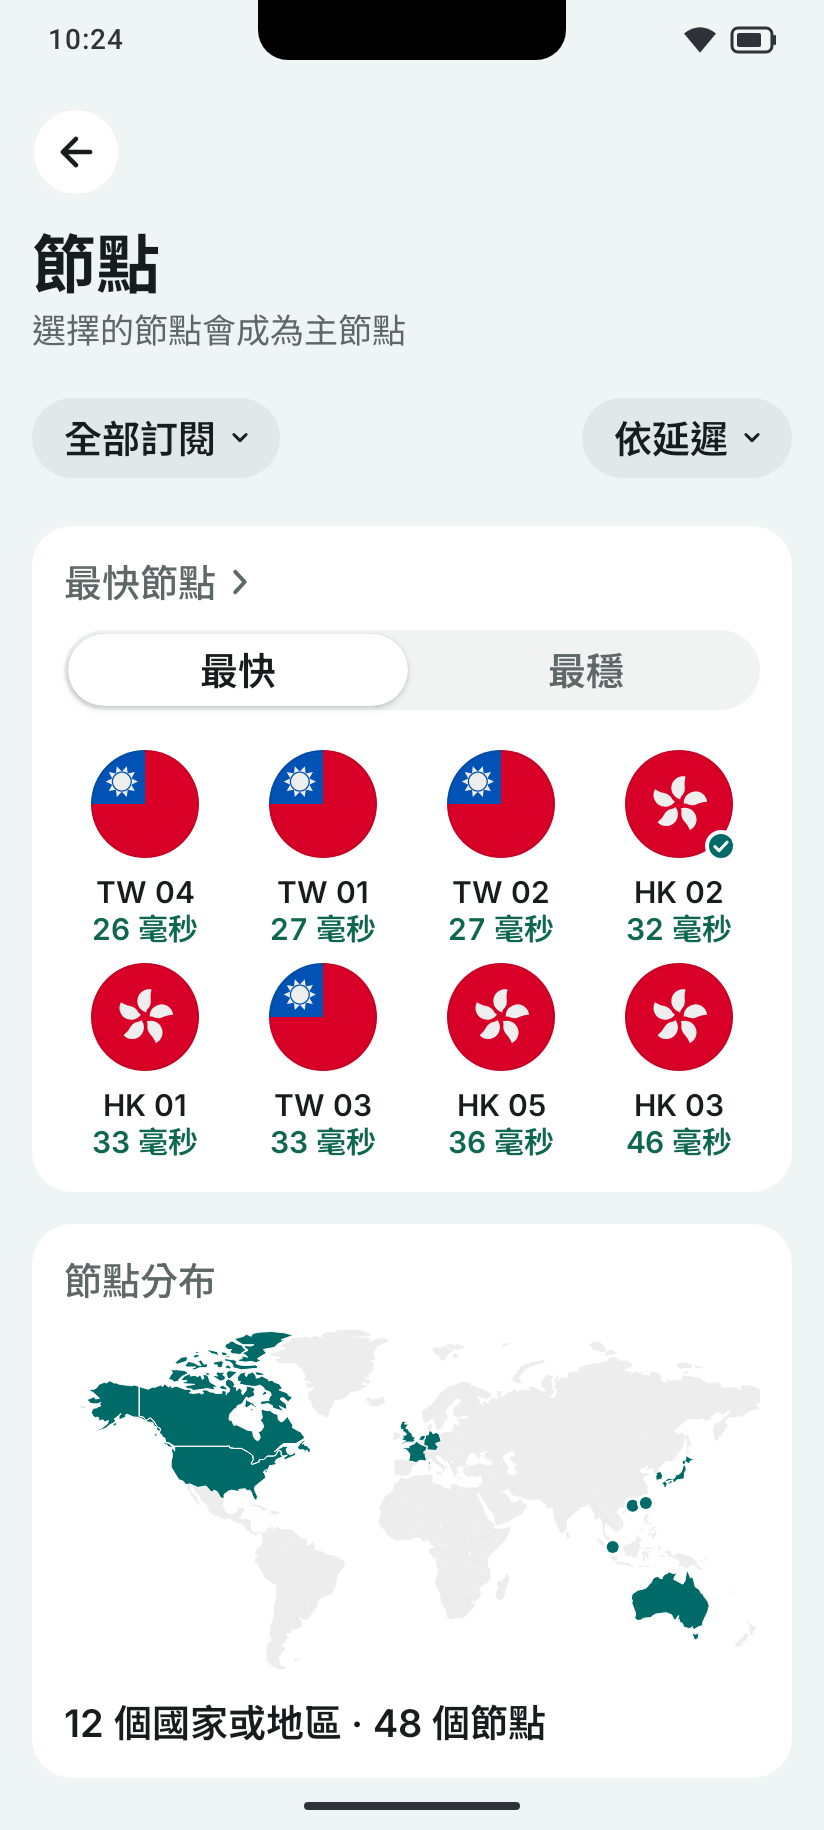 10:24
節點
選擇的節點會成為主節點
全部訂閱
依延遲
最快節點
最快
最穩
TW 04
26 毫秒
TW 01
27 毫秒
TW 02
27 毫秒
HK 02
32 毫秒
HK 01
33 毫秒
TW 03
33 毫秒
HK 05
36 毫秒
HK 03
46 毫秒
節點分布
12 個國家或地區 · 48 個節點